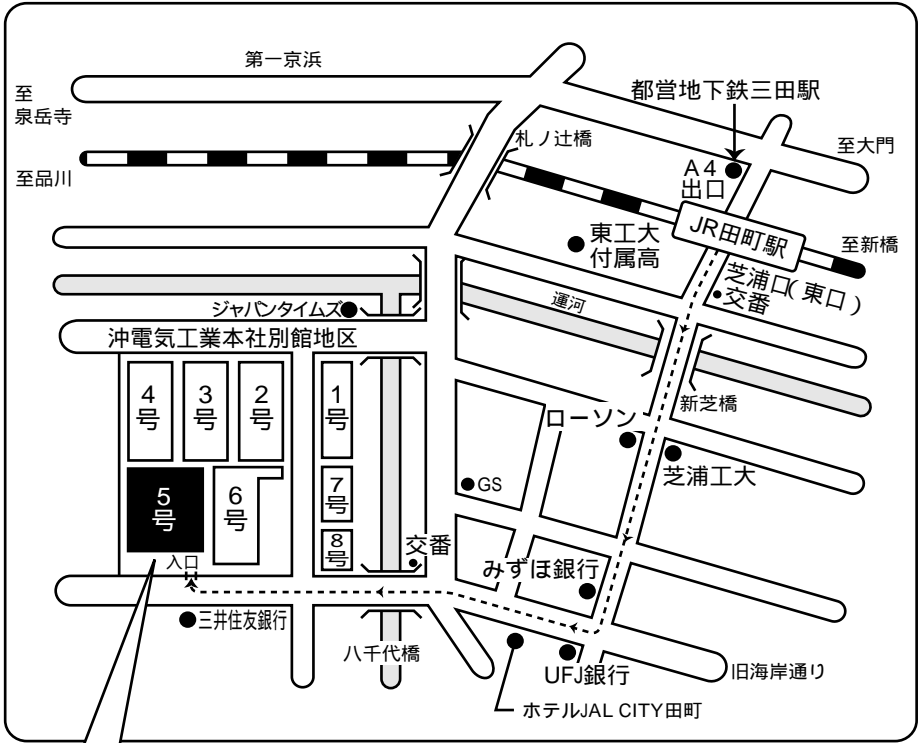 第一京浜
至
泉岳寺
都営地下鉄三田駅
札ノ辻橋
至大門
至品川
A4
出口
JR田町駅
東工大
付属高
至新橋
芝浦口(東口)
交番
運河
ジャパンタイムズ
沖電気工業本社別館地区
新芝橋
4号
3号
2号
1号
ローソン
芝浦工大
5号
6号
7号
GS
8号
交番
入口
みずほ銀行
三井住友銀行
八千代橋
UFJ銀行
旧海岸通り
ホテルJAL CITY田町